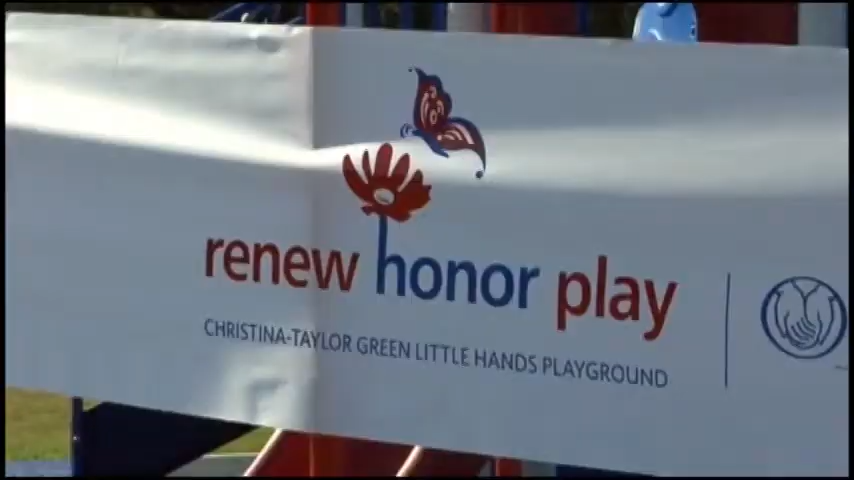 renew honor play
CHRISTINA-TAYLOR GREEN LITTLE HANDS PLAYGROUND